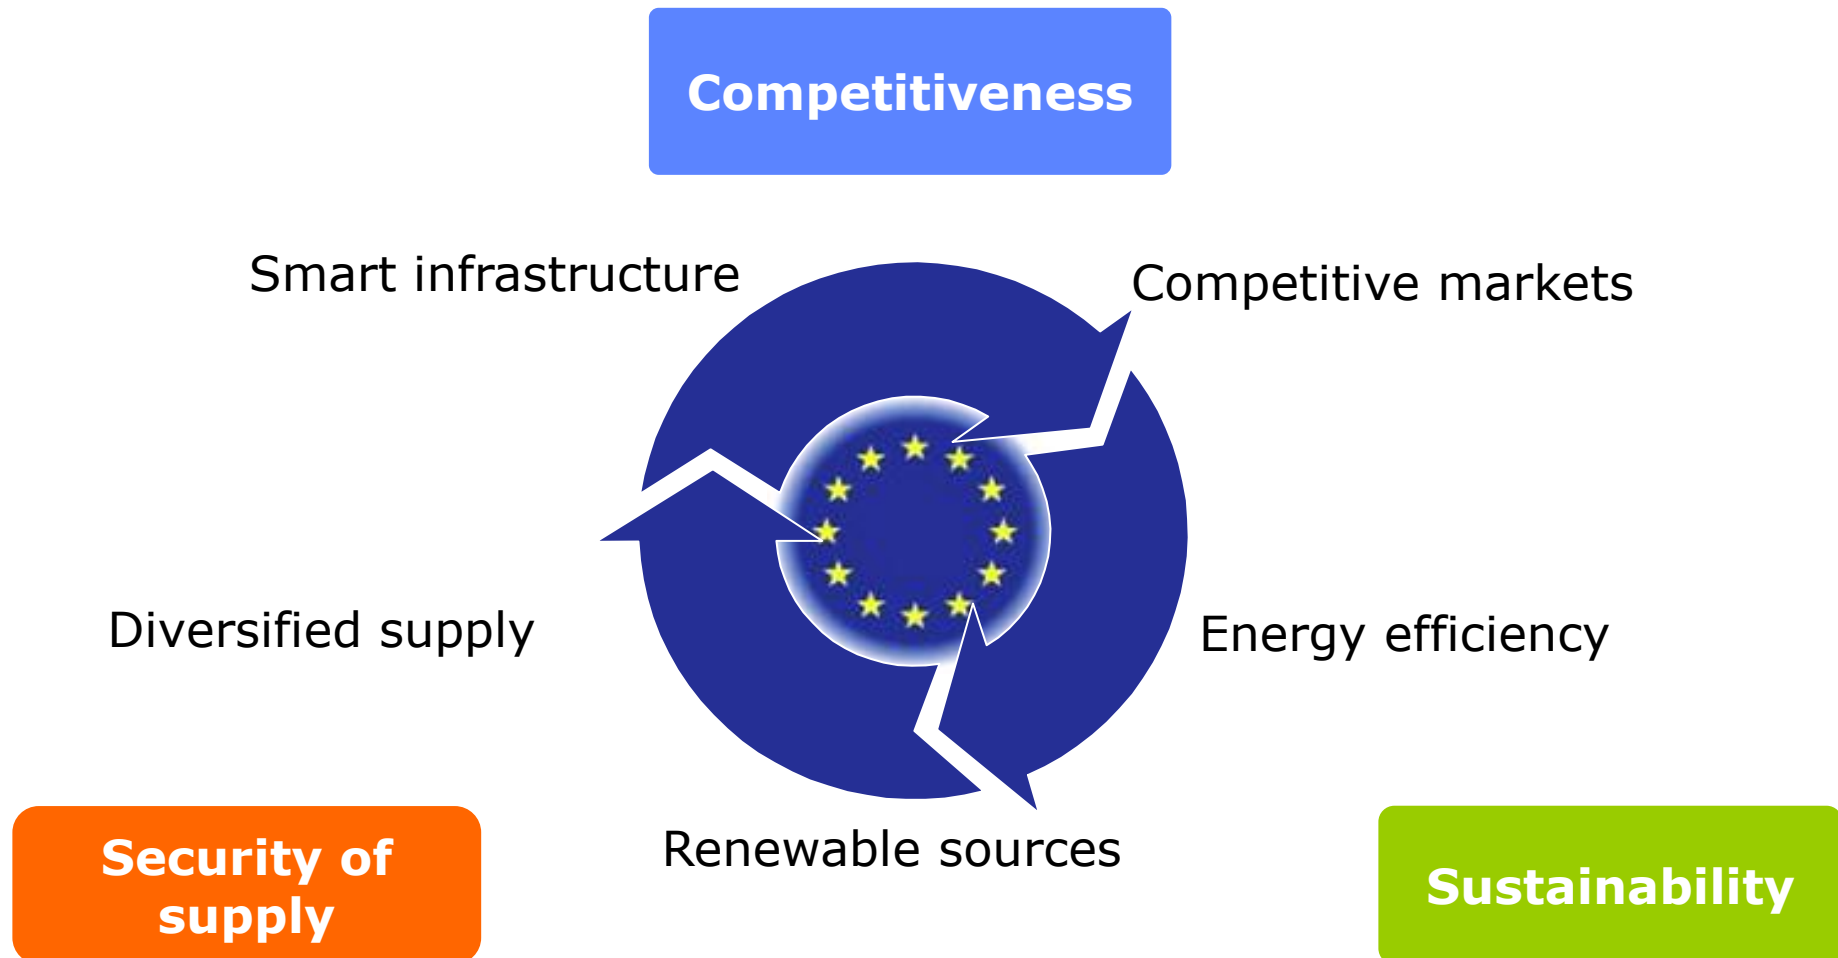 Competitiveness
Smart infrastructure
Competitive markets
Diversified supply
Energy efficiency
Renewable sources
Security of
supply
Sustainability